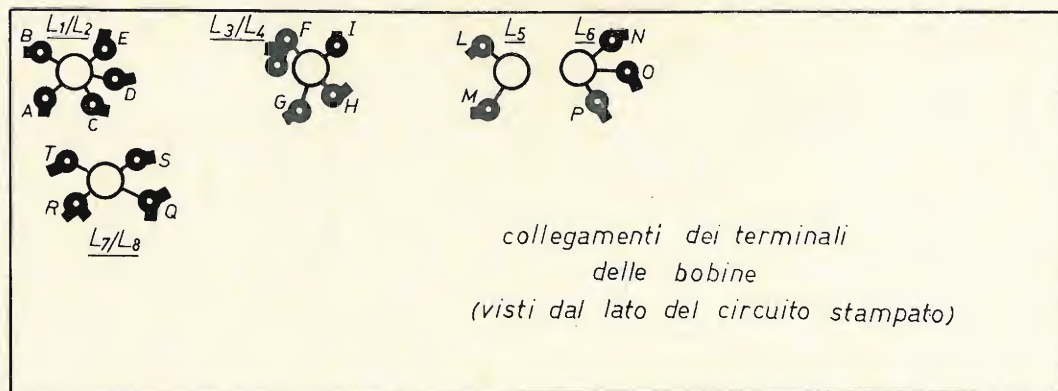 L1/L2
B
E
A
C
D
L3/L4
F
I
G
H
L5
L
M
L6
N
O
P
T
S
R
Q
L7/L8
collegamenti dei terminali
delle bobine
(visti dal lato del circuito stampato)